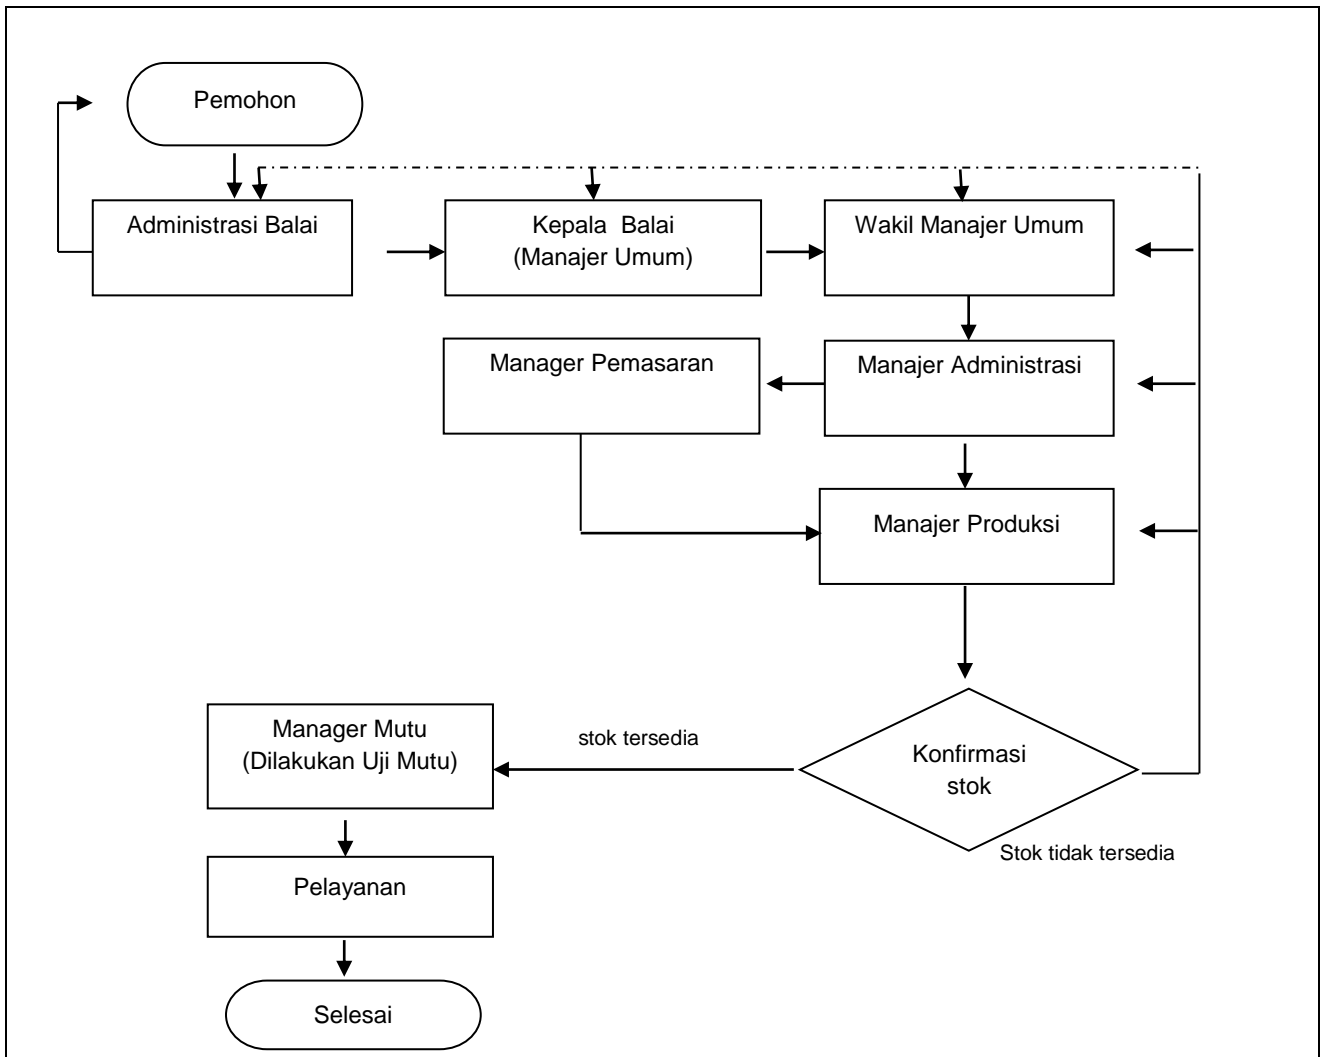 Pemohon
Administrasi Balai
Kepala Balai
(Manajer Umum)
Wakil Manajer Umum
Manager Pemasaran
Manajer Administrasi
Manajer Produksi
Manager Mutu
(Dilakukan Uji Mutu)
stok tersedia
Konfirmasi
stok
Stok tidak tersedia
Pelayanan
Selesai